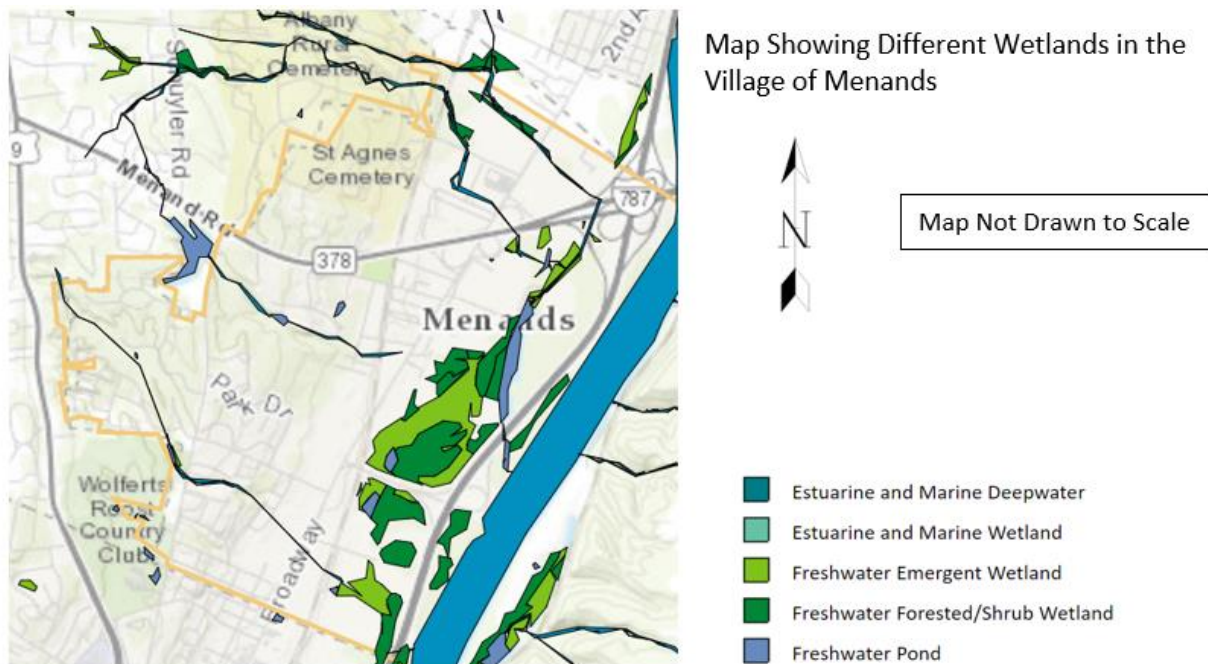 Albany
Rural
Cemetery
2nd A
Schuyler Rd
9
St Agnes
Cemetery
Menand Rd
787
378
Menands
Park Dr
Wolferts
Roost
Country
Club
Broadway
Map Showing Different Wetlands in the
Village of Menands
N
Map Not Drawn to Scale
Estuarine and Marine Deepwater
Estuarine and Marine Wetland
Freshwater Emergent Wetland
Freshwater Forested/Shrub Wetland
Freshwater Pond